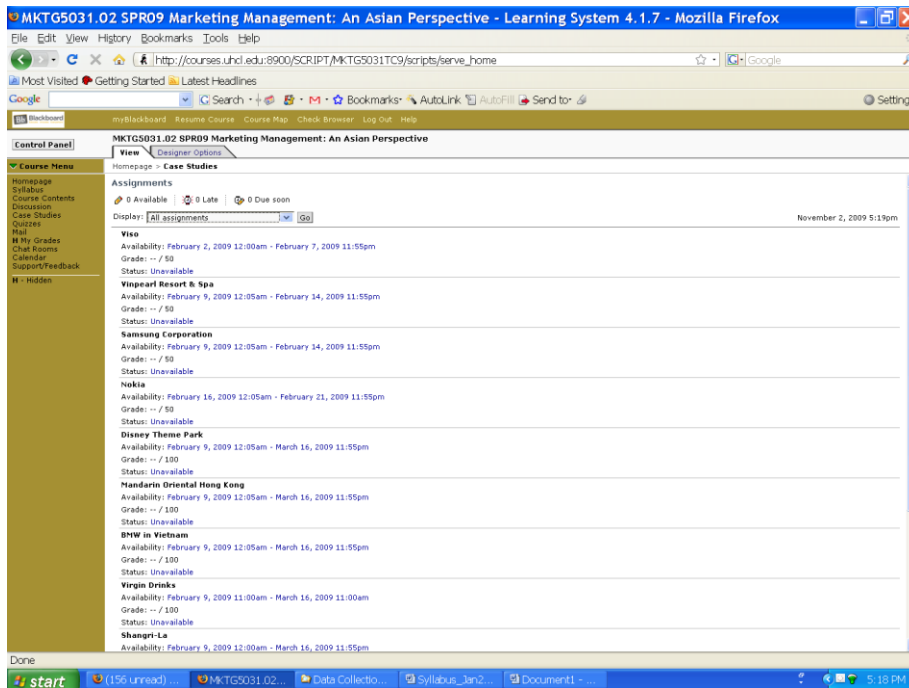 MKTG5031.02 SPR09 Marketing Management: An Asian Perspective - Learning System 4.1.7 - Mozilla Firefox
File Edit View History Bookmarks Tools Help
http://courses.uhcl.edu:8900/SCRIPT/MKTG5031TC9/scripts/serve_home
Google
Most Visited Getting Started Latest Headlines
Google Search Bookmarks AutoLink AutoFill Send to Setting
Blackboard myBlackboard Resume Course Course Map Check Browser Log Out Help
Control Panel
MKTG5031.02 SPR09 Marketing Management: An Asian Perspective
View Designer Options
Course Menu
Homepage > Case Studies
Homepage
Syllabus
Course Contents
Discussion
Case Studies
Quizzes
Mail
H My Grades
Chat Rooms
Calendar
Support/Feedback
H - Hidden
Assignments
0 Available 0 Late 0 Due soon
Display: All assignments Go
November 2, 2009 5:19pm
Viso
Availability: February 2, 2009 12:00am - February 7, 2009 11:55pm
Grade: -- / 50
Status: Unavailable
Vinpearl Resort & Spa
Availability: February 9, 2009 12:05am - February 14, 2009 11:55pm
Grade: -- / 50
Status: Unavailable
Samsung Corporation
Availability: February 9, 2009 12:05am - February 14, 2009 11:55pm
Grade: -- / 50
Status: Unavailable
Nokia
Availability: February 16, 2009 12:05am - February 21, 2009 11:55pm
Grade: -- / 50
Status: Unavailable
Disney Theme Park
Availability: February 9, 2009 12:05am - March 16, 2009 11:55pm
Grade: -- / 100
Status: Unavailable
Mandarin Oriental Hong Kong
Availability: February 9, 2009 12:05am - March 16, 2009 11:55pm
Grade: -- / 100
Status: Unavailable
BMW in Vietnam
Availability: February 9, 2009 12:05am - March 16, 2009 11:55pm
Grade: -- / 100
Status: Unavailable
Virgin Drinks
Availability: February 9, 2009 11:00am - March 16, 2009 11:00am
Grade: -- / 100
Status: Unavailable
Shangri-La
Availability: February 9, 2009 12:00am - March 16, 2009 11:55pm
Done
start (156 unread) ... MKTG5031.02... Data Collectio... Syllabus_Jan2... Document1 - ... 5:18 PM